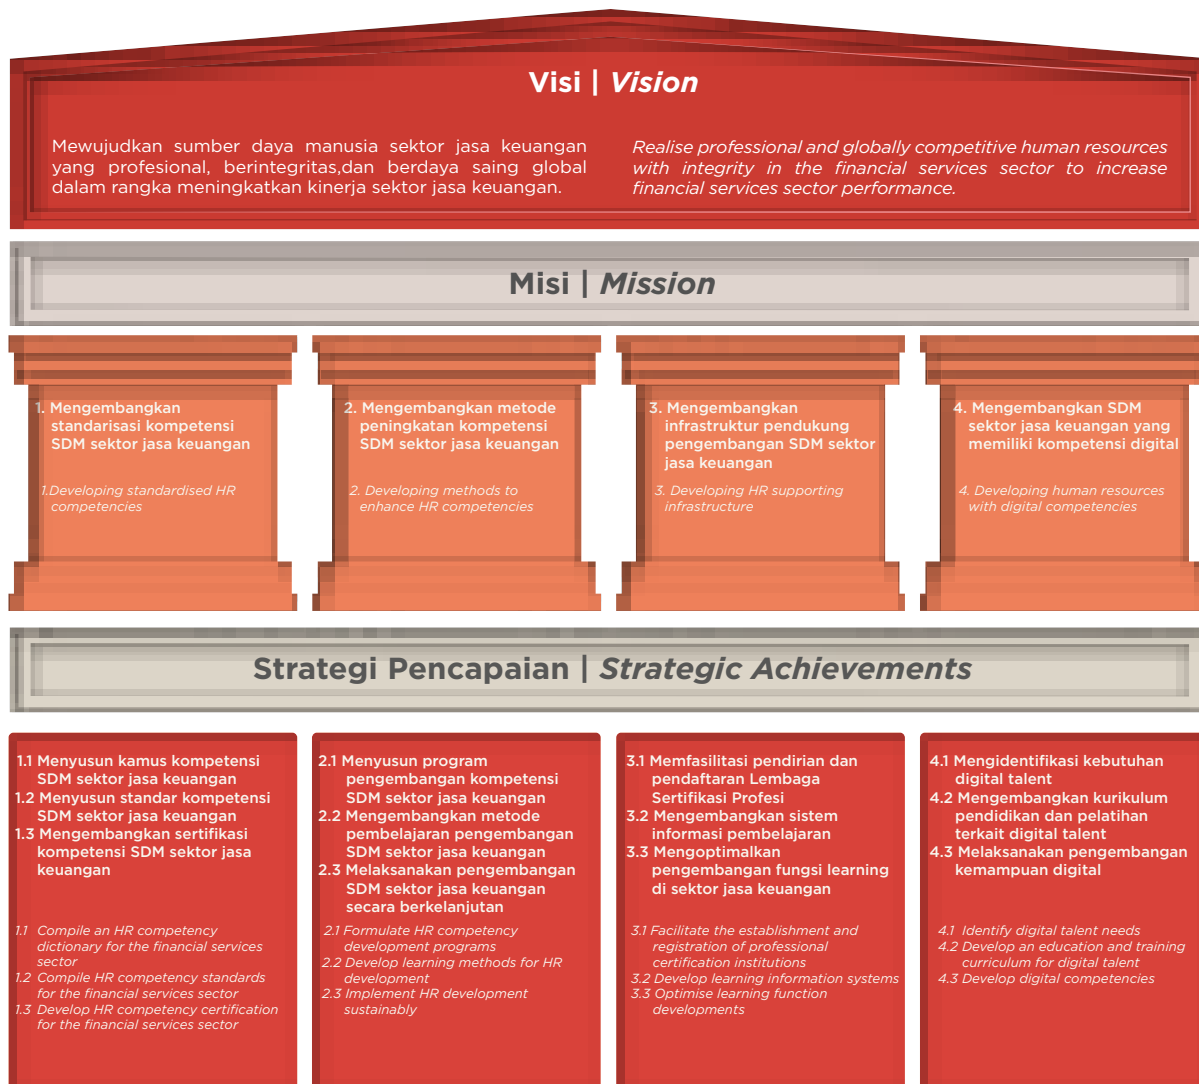 Visi | Vision
Mewujudkan sumber daya manusia sektor jasa keuangan
yang profesional, berintegritas,dan berdaya saing global
dalam rangka meningkatkan kinerja sektor jasa keuangan.
Realise professional and globally competitive human resources
with integrity in the financial services sector to increase
financial services sector performance.
Misi | Mission
1. Mengembangkan
standarisasi kompetensi
SDM sektor jasa keuangan
1.Developing standardised HR
competencies
2. Mengembangkan metode
peningkatan kompetensi
SDM sektor jasa keuangan
2. Developing methods to
enhance HR competencies
3. Mengembangkan
infrastruktur pendukung
pengembangan SDM sektor
jasa keuangan
3. Developing HR supporting
infrastructure
4. Mengembangkan SDM
sektor jasa keuangan yang
memiliki kompetensi digital
4. Developing human resources
with digital competencies
Strategi Pencapaian | Strategic Achievements
1.1 Menyusun kamus kompetensi
SDM sektor jasa keuangan
1.2 Menyusun standar kompetensi
SDM sektor jasa keuangan
1.3 Mengembangkan sertifikasi
kompetensi SDM sektor jasa
keuangan
1.1 Compile an HR competency
dictionary for the financial services
sector
1.2 Compile HR competency standards
for the financial services sector
1.3 Develop HR competency certification
for the financial services sector
2.1 Menyusun program
pengembangan kompetensi
SDM sektor jasa keuangan
2.2 Mengembangkan metode
pembelajaran pengembangan
SDM sektor jasa keuangan
2.3 Melaksanakan pengembangan
SDM sektor jasa keuangan
secara berkelanjutan
2.1 Formulate HR competency
development programs
2.2 Develop learning methods for HR
development
2.3 Implement HR development
sustainably
3.1 Memfasilitasi pendirian dan
pendaftaran Lembaga
Sertifikasi Profesi
3.2 Mengembangkan sistem
informasi pembelajaran
3.3 Mengoptimalkan
pengembangan fungsi learning
di sektor jasa keuangan
3.1 Facilitate the establishment and
registration of professional
certification institutions
3.2 Develop learning information systems
3.3 Optimise learning function
developments
4.1 Mengidentifikasi kebutuhan
digital talent
4.2 Mengembangkan kurikulum
pendidikan dan pelatihan
terkait digital talent
4.3 Melaksanakan pengembangan
kemampuan digital
4.1 Identify digital talent needs
4.2 Develop an education and training
curriculum for digital talent
4.3 Develop digital competencies